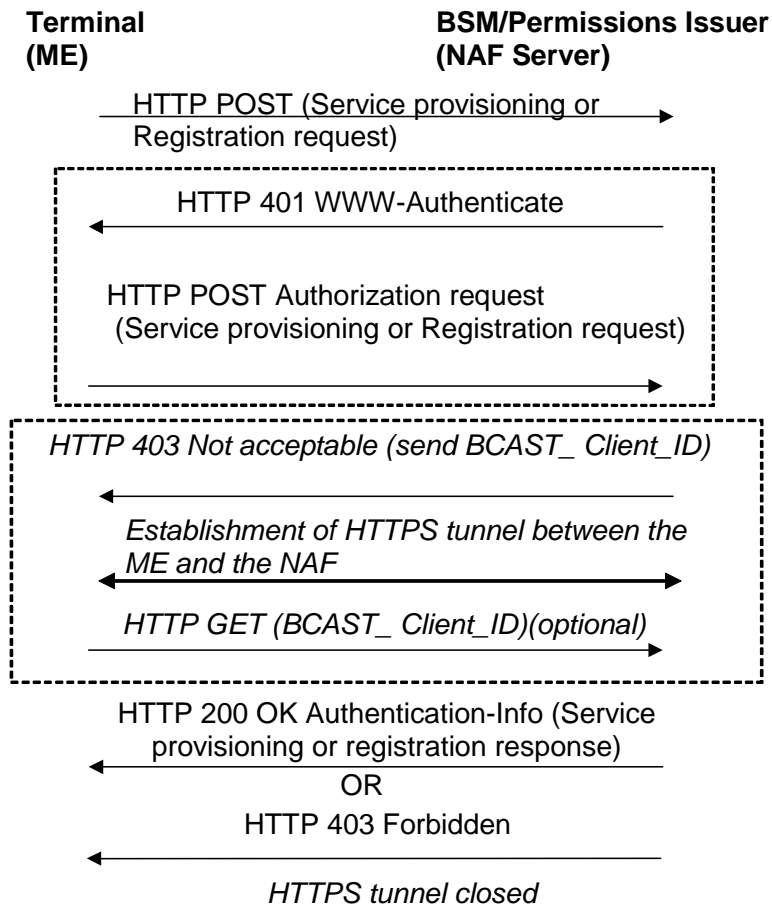 Terminal
(ME)
BSM/Permissions Issuer
(NAF Server)
HTTP POST (Service provisioning or
Registration request)
HTTP 401 WWW-Authenticate
HTTP POST Authorization request
(Service provisioning or Registration request)
HTTP 403 Not acceptable (send BCAST_ Client_ID)
Establishment of HTTPS tunnel between the
ME and the NAF
HTTP GET (BCAST_ Client_ID)(optional)
HTTP 200 OK Authentication-Info (Service
provisioning or registration response)
OR
HTTP 403 Forbidden
HTTPS tunnel closed